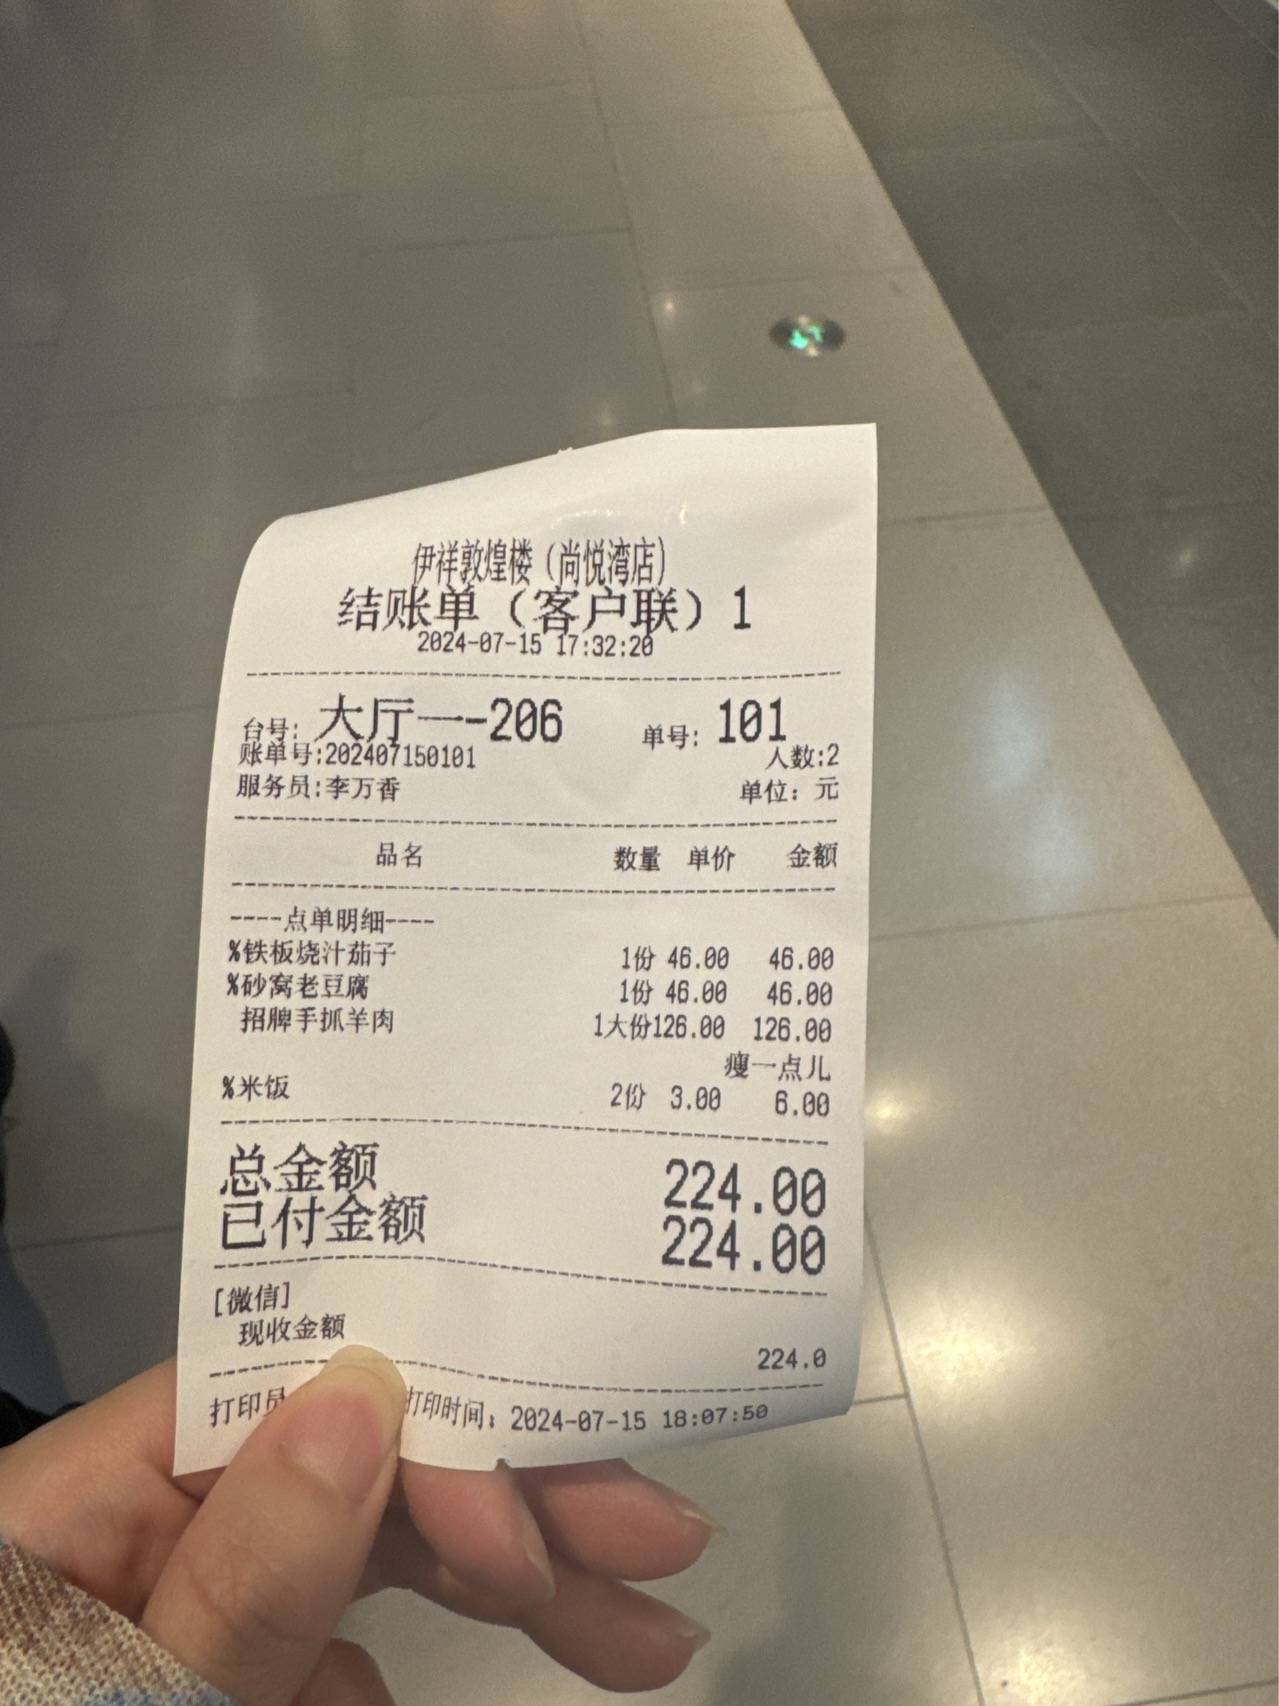 伊祥敦煌楼（尚悦湾店）
结账单（客户联）1
2024-07-15 17:32:20
台号: 大厅一-206 单号: 101
账单号:202407150101 人数:2
服务员:李万香 单位: 元
品名 数量 单价 金额
----点单明细----
%铁板烧汁茄子 1份 46.00 46.00
%砂窝老豆腐 1份 46.00 46.00
招牌手抓羊肉 1大份126.00 126.00
瘦一点儿
%米饭 2份 3.00 6.00
总金额 224.00
已付金额 224.00
[微信]
现收金额 224.0
打印员 打印时间: 2024-07-15 18:07:50